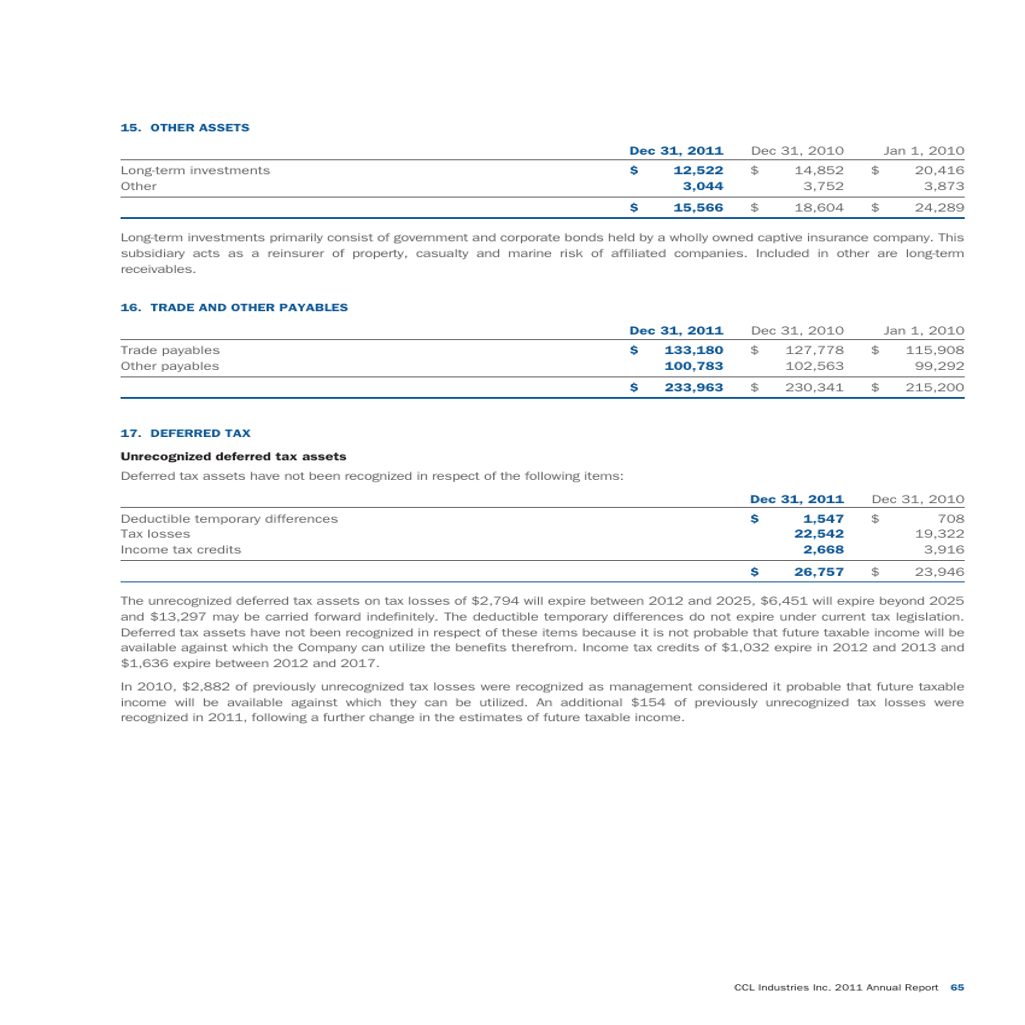 15. OTHER ASSETS
Dec 31, 2011 Dec 31, 2010 Jan 1, 2010
Long-term investments $ 12,522 $ 14,852 $ 20,416
Other 3,044 3,752 3,873
$ 15,566 $ 18,604 $ 24,289
Long-term investments primarily consist of government and corporate bonds held by a wholly owned captive insurance company. This
subsidiary acts as a reinsurer of property, casualty and marine risk of affiliated companies. Included in other are long-term
receivables.
16. TRADE AND OTHER PAYABLES
Dec 31, 2011 Dec 31, 2010 Jan 1, 2010
Trade payables $ 133,180 $ 127,778 $ 115,908
Other payables 100,783 102,563 99,292
$ 233,963 $ 230,341 $ 215,200
17. DEFERRED TAX
Unrecognized deferred tax assets
Deferred tax assets have not been recognized in respect of the following items:
Dec 31, 2011 Dec 31, 2010
Deductible temporary differences $ 1,547 $ 708
Tax losses 22,542 19,322
Income tax credits 2,668 3,916
$ 26,757 $ 23,946
The unrecognized deferred tax assets on tax losses of $2,794 will expire between 2012 and 2025, $6,451 will expire beyond 2025
and $13,297 may be carried forward indefinitely. The deductible temporary differences do not expire under current tax legislation.
Deferred tax assets have not been recognized in respect of these items because it is not probable that future taxable income will be
available against which the Company can utilize the benefits therefrom. Income tax credits of $1,032 expire in 2012 and 2013 and
$1,636 expire between 2012 and 2017.
In 2010, $2,882 of previously unrecognized tax losses were recognized as management considered it probable that future taxable
income will be available against which they can be utilized. An additional $154 of previously unrecognized tax losses were
recognized in 2011, following a further change in the estimates of future taxable income.
CCL Industries Inc. 2011 Annual Report 65